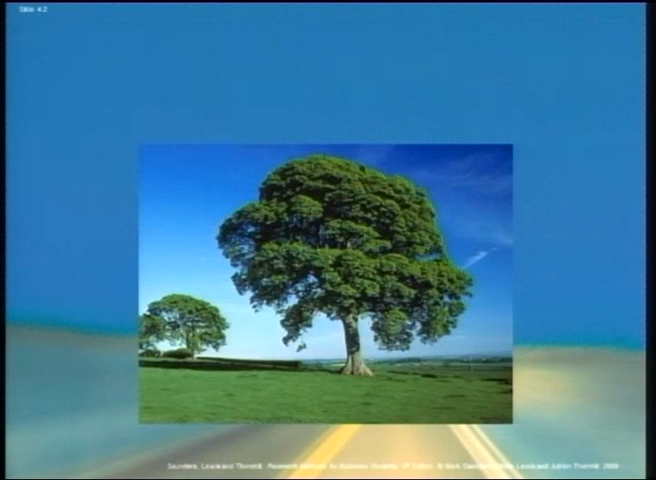 Slide 4.2
Saunders, Lewis and Thornhill, Research Methods for Business Students, 5th Edition, © Mark Saunders, Philip Lewis and Adrian Thornhill 2009